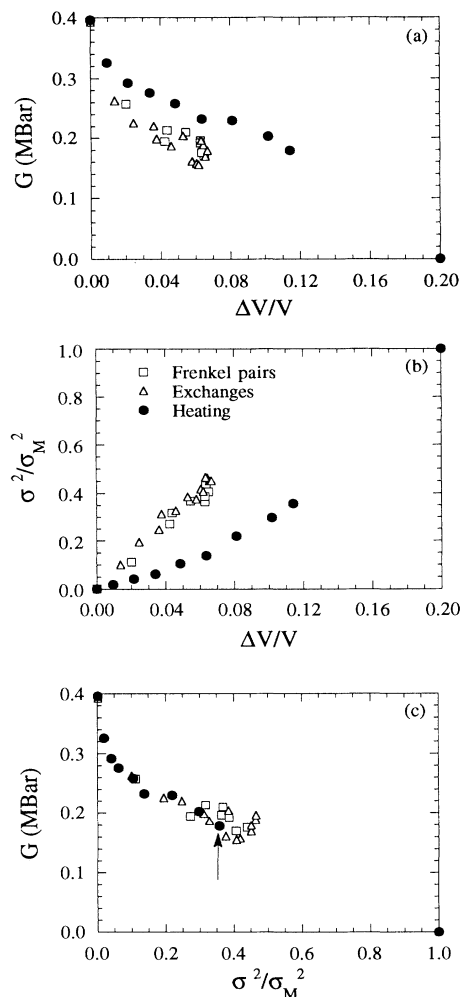 (a)
G (MBar)
0.4
0.3
0.2
0.1
0.0
0.00 0.04 0.08 0.12 0.16 0.20
ΔV/V
(b)
σ²/σ_M²
1.0
0.8
0.6
0.4
0.2
0.0
□ Frenkel pairs
△ Exchanges
● Heating
0.00 0.04 0.08 0.12 0.16 0.20
ΔV/V
(c)
G (MBar)
0.4
0.3
0.2
0.1
0.0
0.0 0.2 0.4 0.6 0.8 1.0
σ²/σ_M²